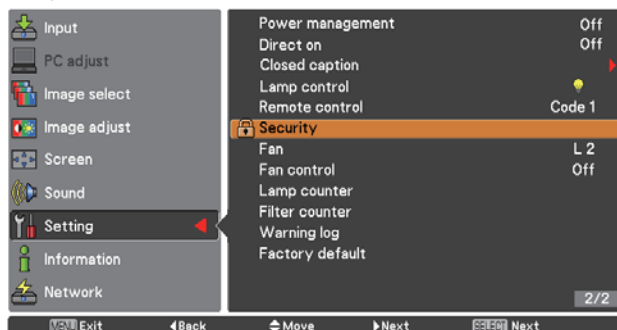 Input
PC adjust
Image select
Image adjust
Screen
Sound
Setting
Information
Network
Power management Off
Direct on Off
Closed caption
Lamp control
Remote control Code 1
Security
Fan L 2
Fan control Off
Lamp counter
Filter counter
Warning log
Factory default
2/2
MENU Exit Back Move Next SELECT Next